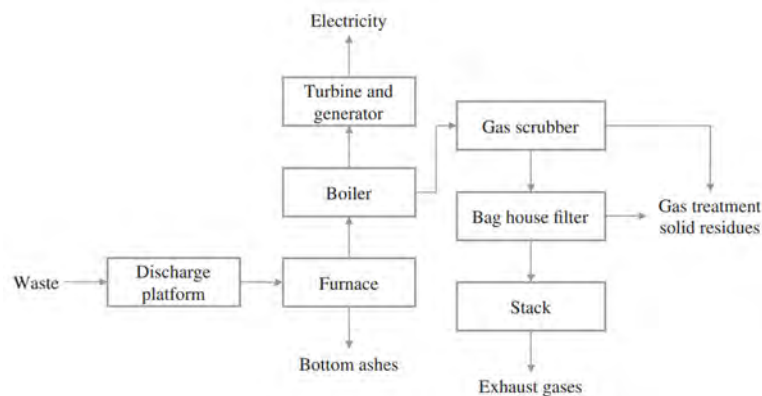 Electricity
Turbine and
generator
Gas scrubber
Boiler
Bag house filter
Gas treatment
solid residues
Waste
Discharge
platform
Furnace
Stack
Bottom ashes
Exhaust gases